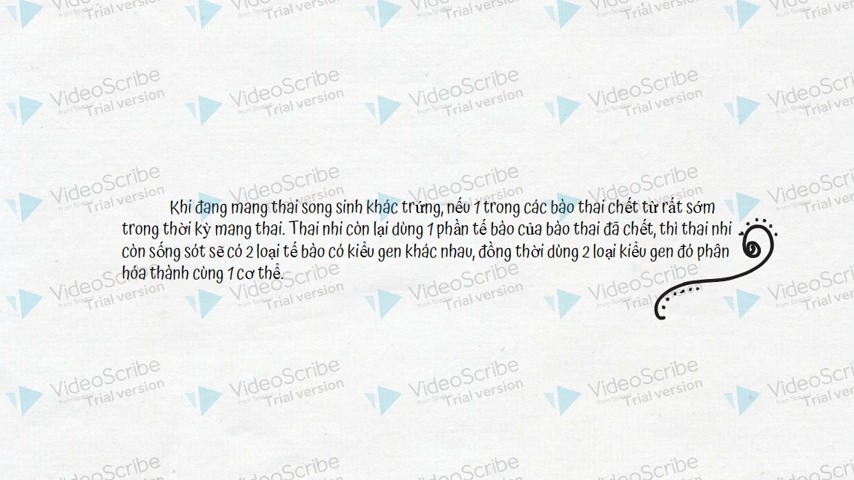 Khi đang mang thai song sinh khác trứng, nếu 1 trong các bào thai chết từ rất sớm
trong thời kỳ mang thai. Thai nhi còn lại dùng 1 phần tế bào của bào thai đã chết, thì thai nhi
còn sống sót sẽ có 2 loại tế bào có kiểu gen khác nhau, đồng thời dùng 2 loại kiểu gen đó phân
hóa thành cùng 1 cơ thể.
VideoScribe
Trial version